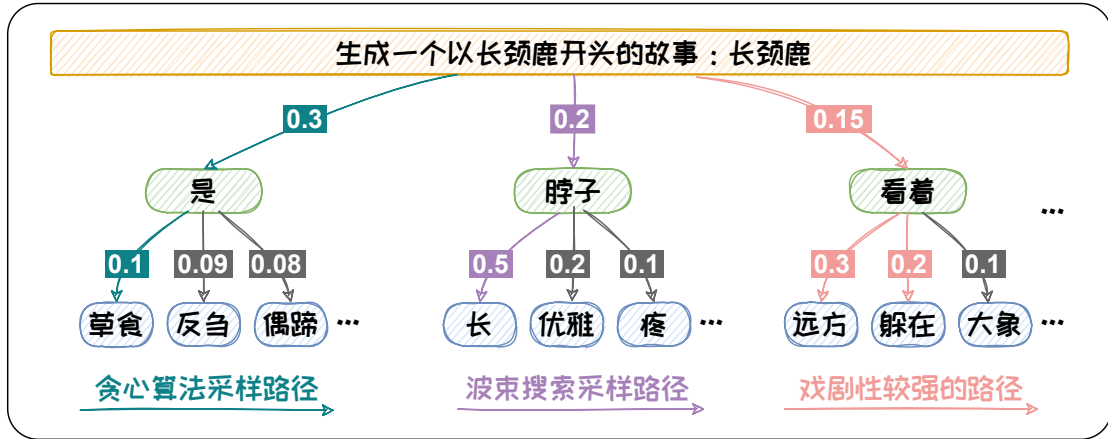 生成一个以长颈鹿开头的故事：长颈鹿
0.3 0.2 0.15
是 脖子 看着 ...
0.1 0.09 0.08 0.5 0.2 0.1 0.3 0.2 0.1
草食 反刍 偶蹄 ... 长 优雅 疼 ... 远方 躲在 大象 ...
贪心算法采样路径 波束搜索采样路径 戏剧性较强的路径